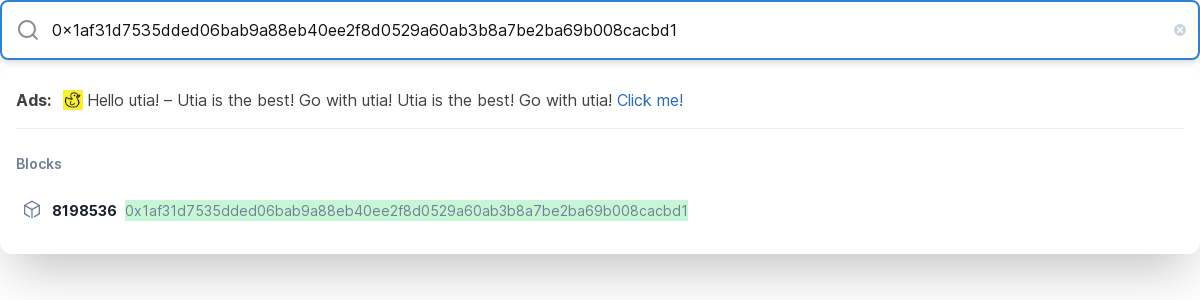 0x1af31d7535dded06bab9a88eb40ee2f8d0529a60ab3b8a7be2ba69b008cacbd1
Ads: Hello utia! – Utia is the best! Go with utia! Utia is the best! Go with utia! Click me!
Blocks
8198536 0x1af31d7535dded06bab9a88eb40ee2f8d0529a60ab3b8a7be2ba69b008cacbd1